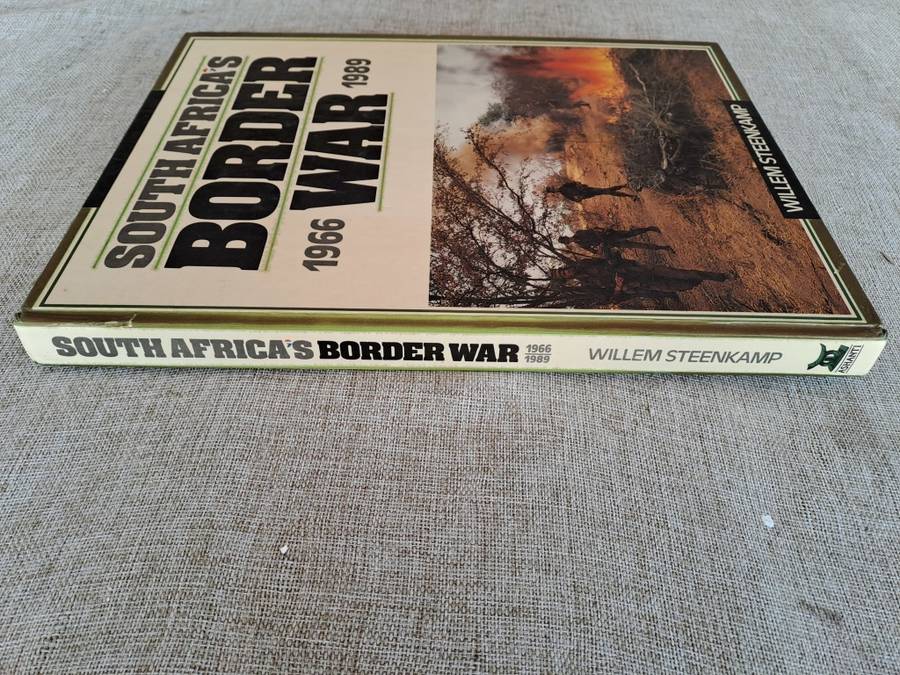 SOUTH AFRICA'S
BORDER
WAR
1966
1989
WILLEM STEENKAMP
SOUTH AFRICA'S BORDER WAR 1966
1989
WILLEM STEENKAMP
ASHANTI